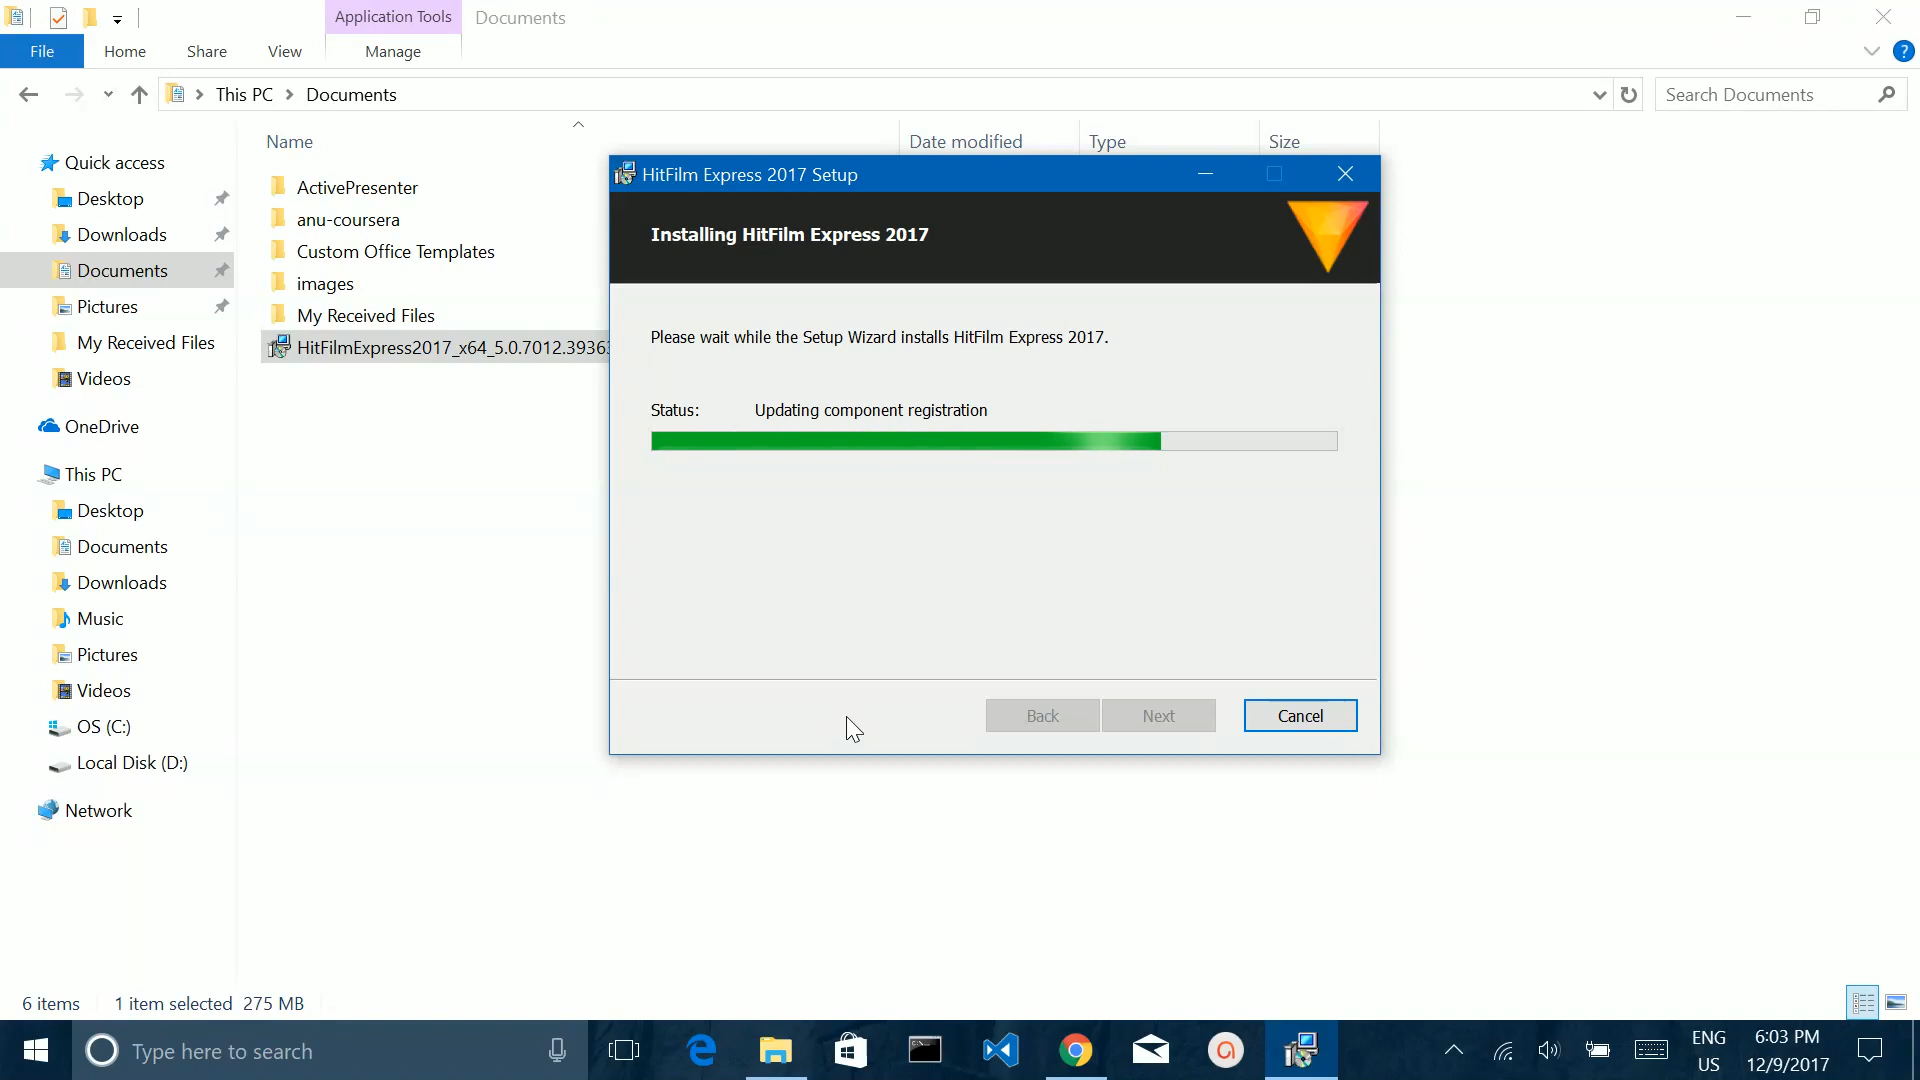 Application Tools
Documents
File
Home
Share
View
Manage
?
This PC
Documents
Search Documents
Name
Date modified
Type
Size
Quick access
Desktop
Downloads
Documents
Pictures
My Received Files
Videos
OneDrive
This PC
Desktop
Documents
Downloads
Music
Pictures
Videos
OS (C:)
Local Disk (D:)
Network
ActivePresenter
anu-coursera
Custom Office Templates
images
My Received Files
HitFilmExpress2017_x64_5.0.7012.3936
HitFilm Express 2017 Setup
Installing HitFilm Express 2017
Please wait while the Setup Wizard installs HitFilm Express 2017.
Status: Updating component registration
Back
Next
Cancel
6 items
1 item selected 275 MB
Type here to search
ENG
US
6:03 PM
12/9/2017